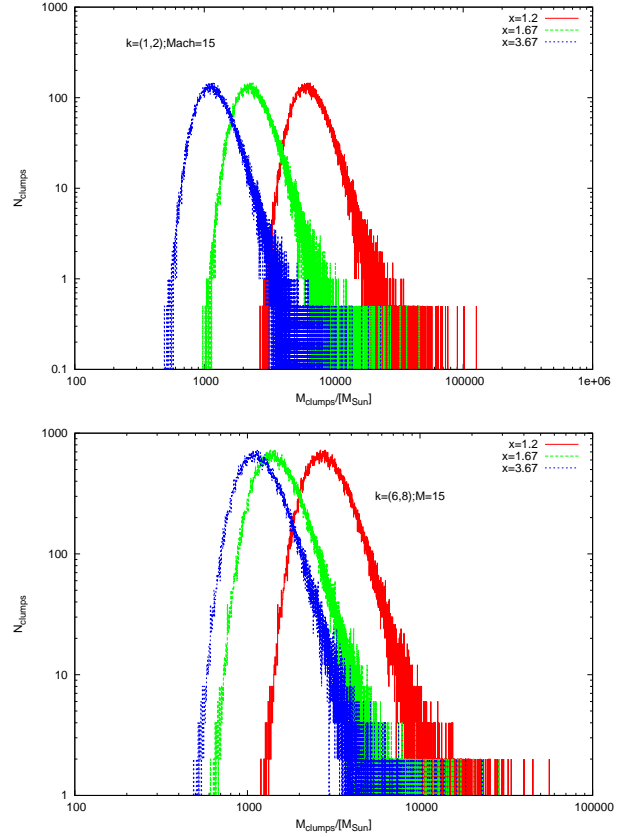 1000
100
10
1
0.1
N_clumps
k=(1,2);Mach=15
x=1.2
x=1.67
x=3.67
100 1000 10000 100000 1e+06
M_clumps/[M_Sun]
1000
100
10
1
N_clumps
x=1.2
x=1.67
x=3.67
k=(6,8);M=15
100 1000 10000 100000
M_clumps/[M_Sun]